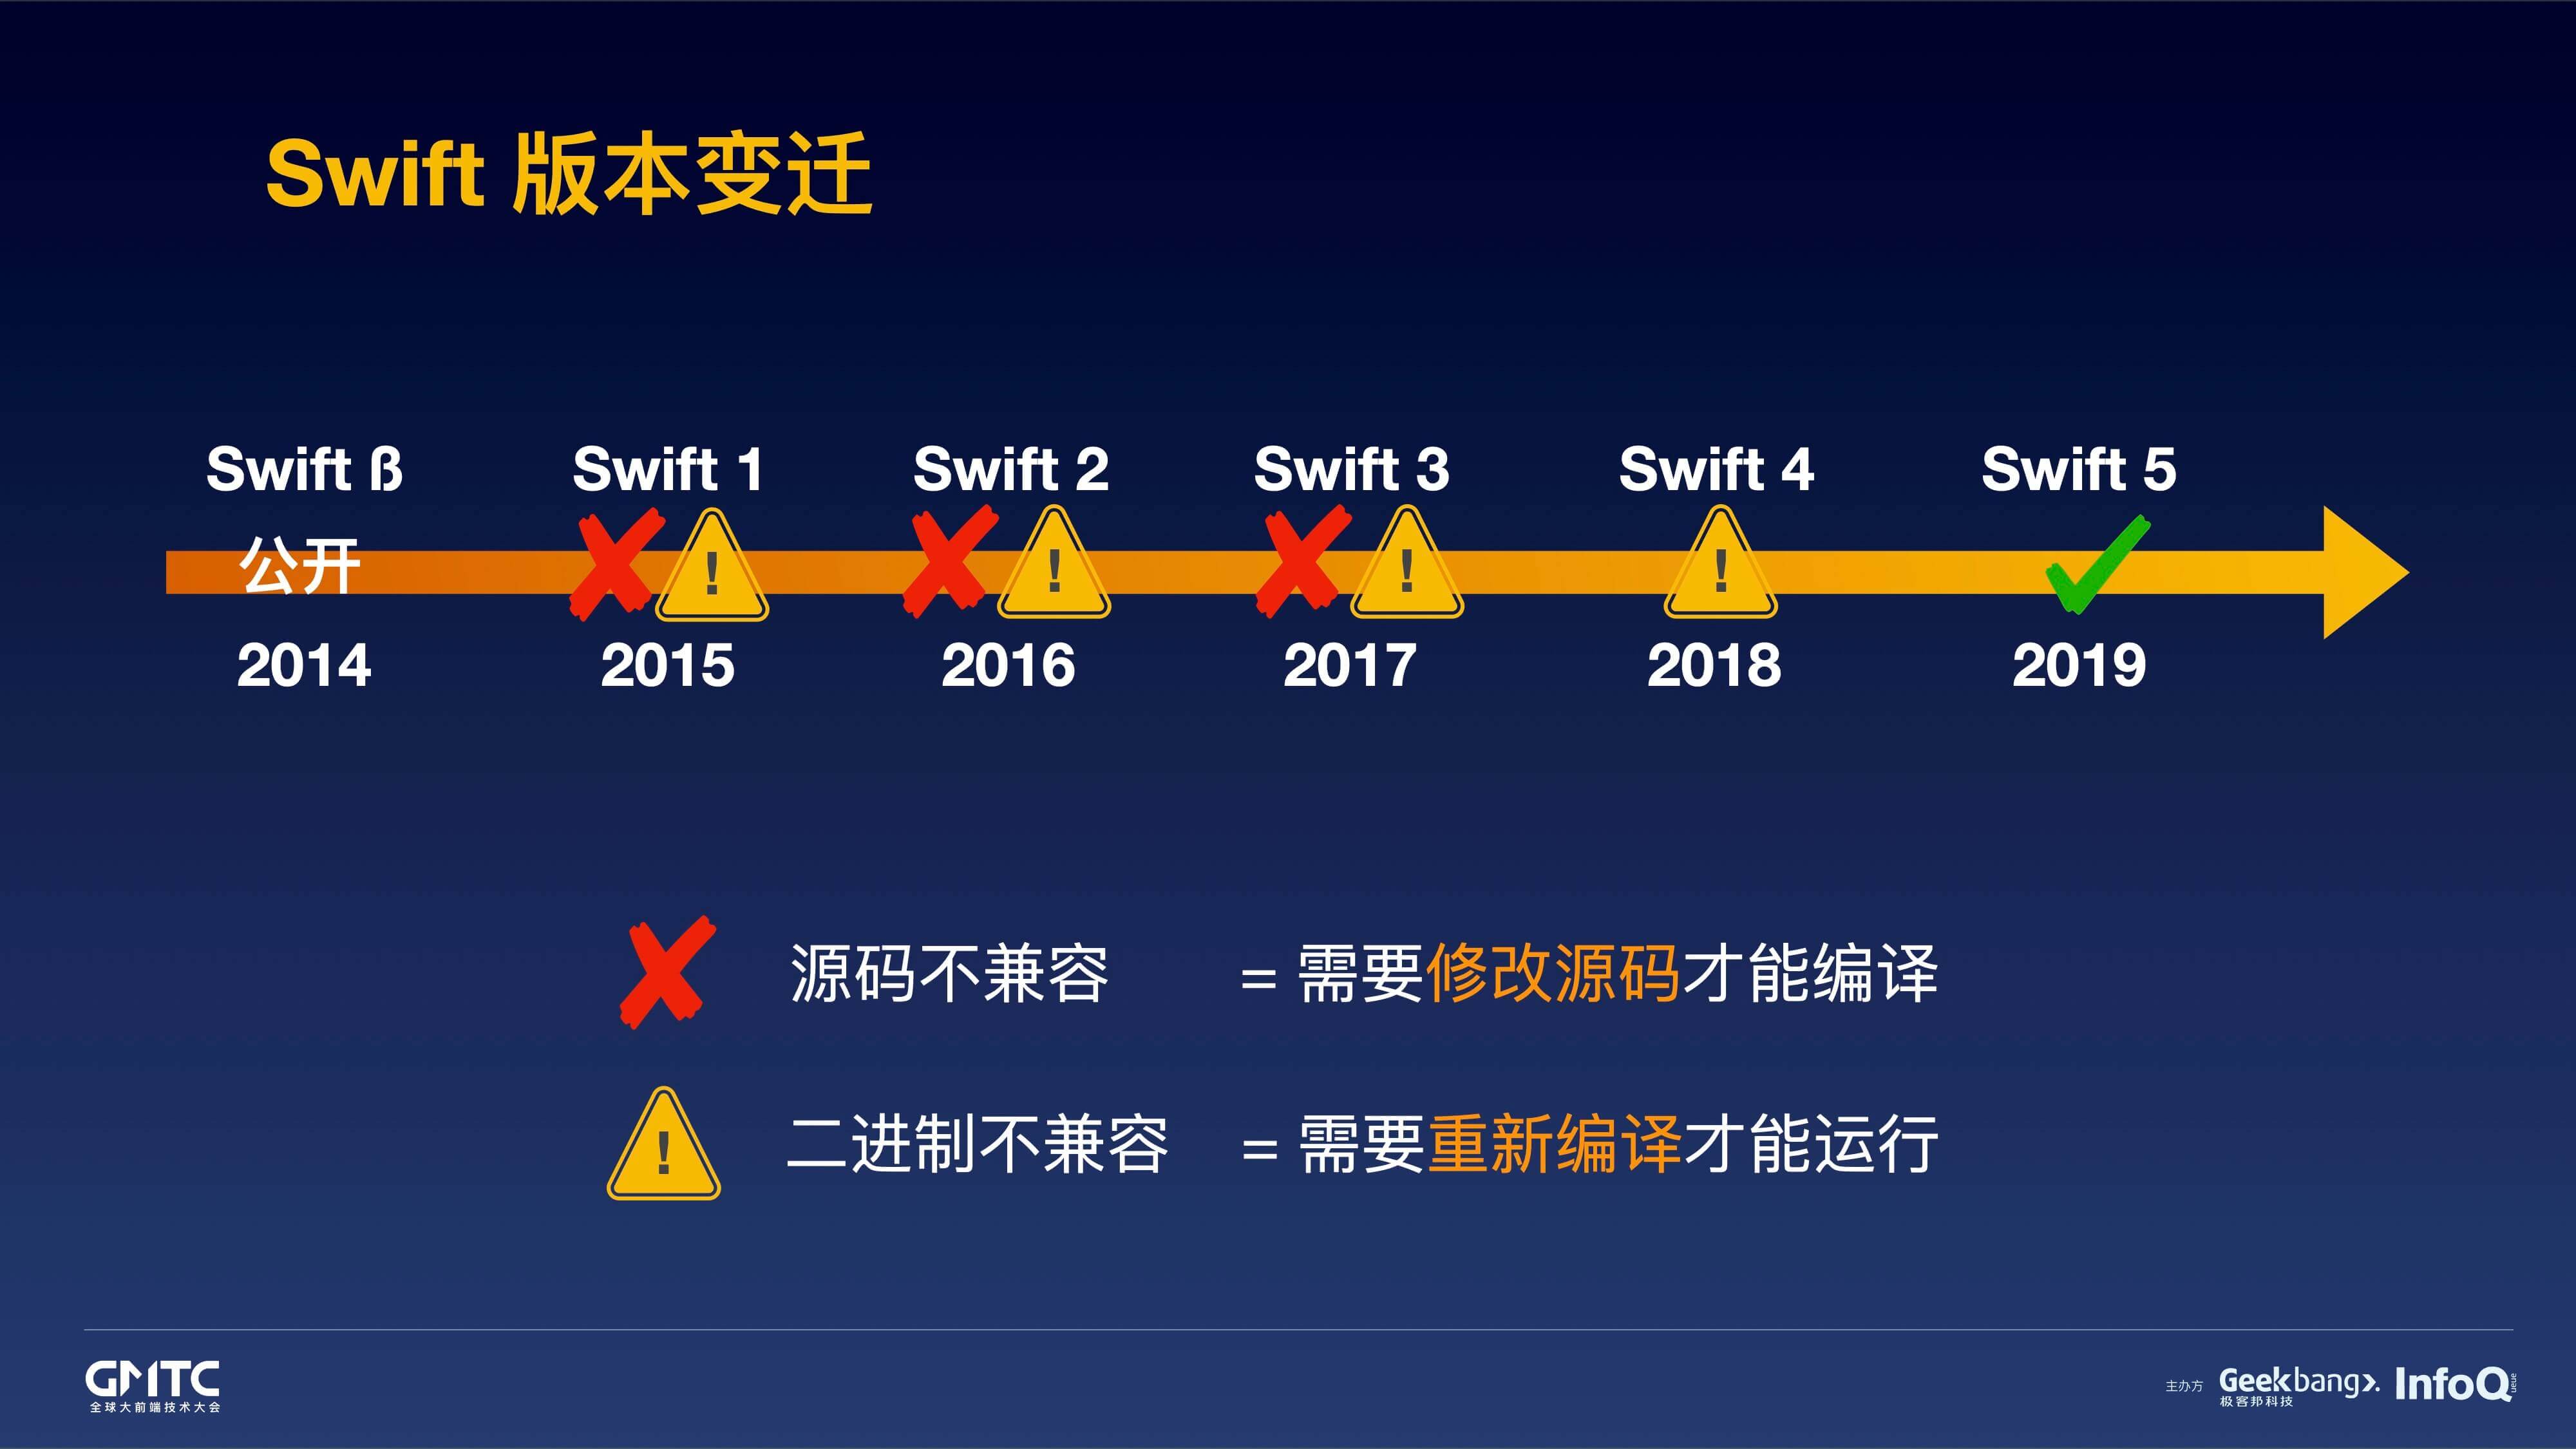 Swift 版本变迁
Swift ß
Swift 1
Swift 2
Swift 3
Swift 4
Swift 5
公开
!
!
!
!
2014
2015
2016
2017
2018
2019
源码不兼容 = 需要修改源码才能编译
!
二进制不兼容 = 需要重新编译才能运行
GMTC
全球大前端技术大会
主办方
Geekbang>.
极客邦科技
InfoQ
ueue